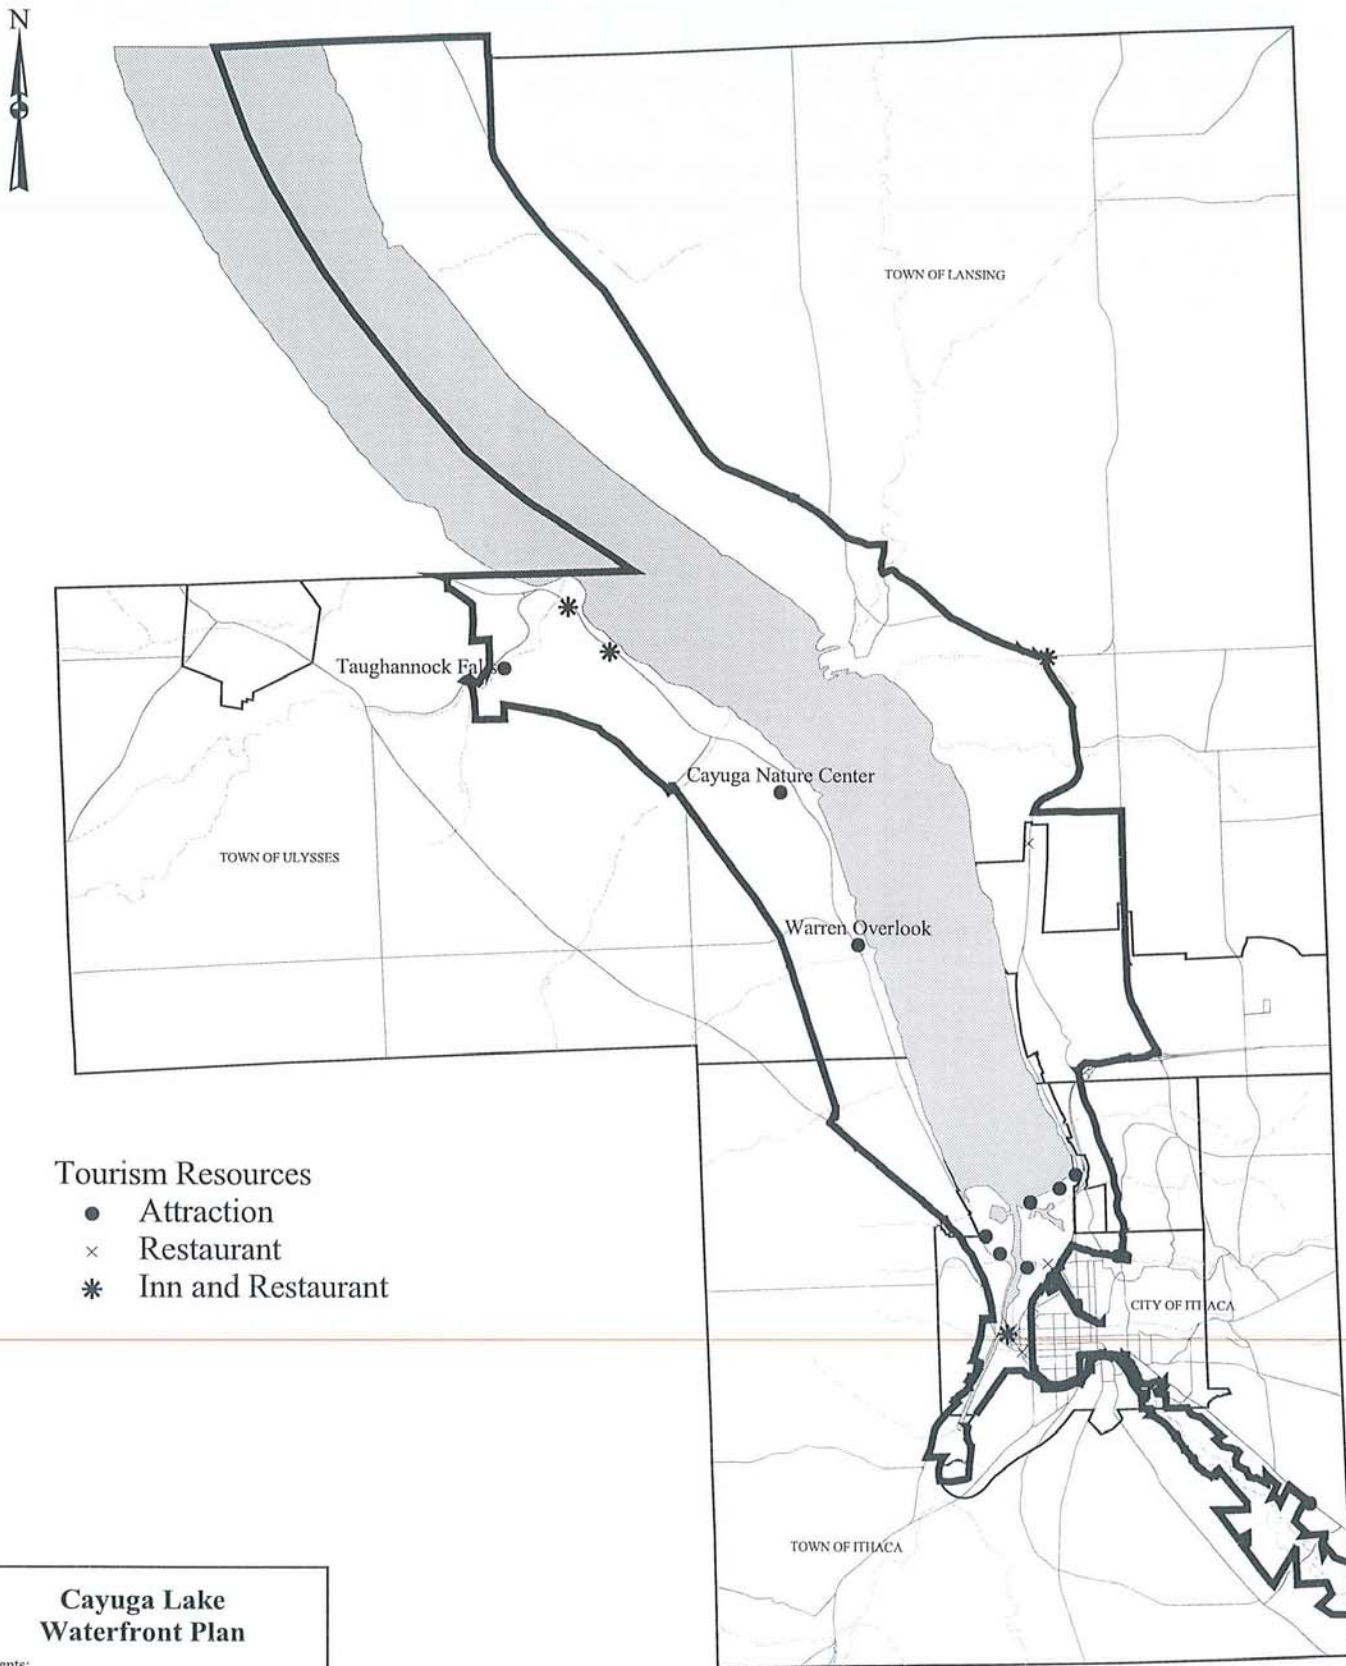 N
TOWN OF LANSING
Taughannock Falls
Cayuga Nature Center
TOWN OF ULYSSES
Warren Overlook
Tourism Resources
Attraction
Restaurant
Inn and Restaurant
CITY OF ITHACA
TOWN OF ITHACA
Cayuga Lake
Waterfront Plan